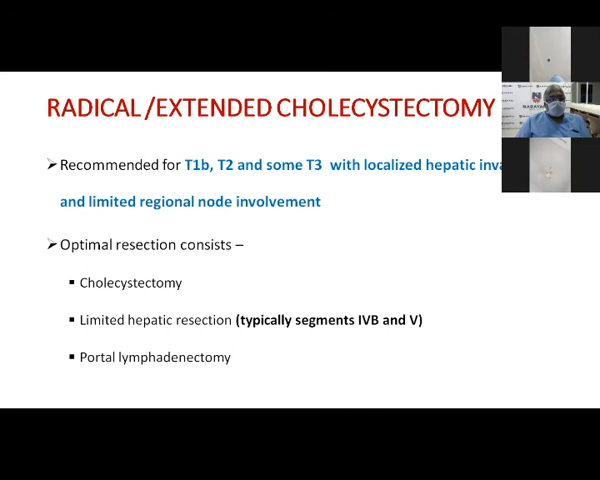 RADICAL /EXTENDED CHOLECYSTECTOMY
Recommended for T1b, T2 and some T3 with localized hepatic
and limited regional node involvement
Optimal resection consists –
Cholecystectomy
Limited hepatic resection (typically segments IVB and V)
Portal lymphadenectomy